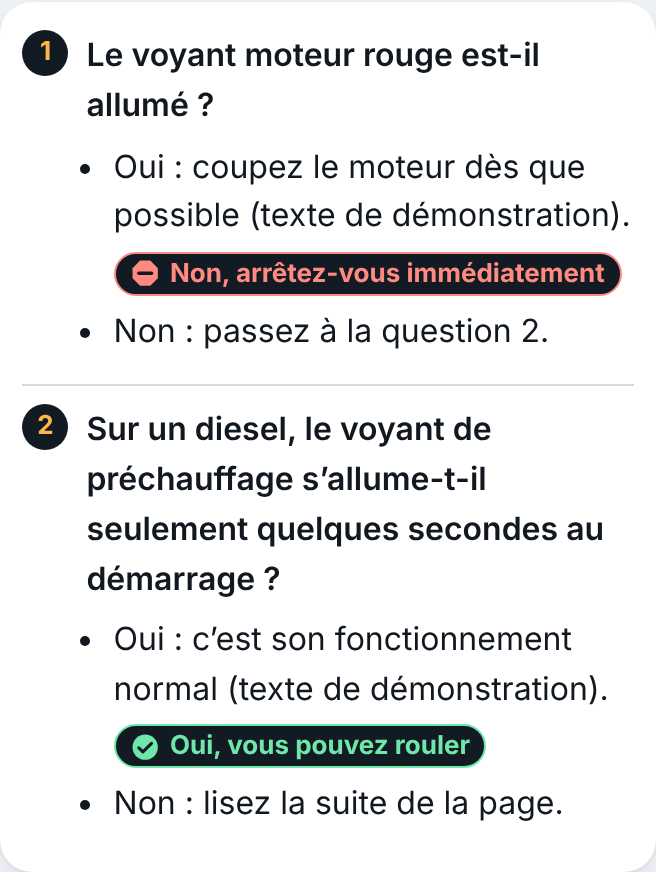 1 Le voyant moteur rouge est-il
allumé ?
• Oui : coupez le moteur dès que
possible (texte de démonstration).
Non, arrêtez-vous immédiatement
• Non : passez à la question 2.
2 Sur un diesel, le voyant de
préchauffage s’allume-t-il
seulement quelques secondes au
démarrage ?
• Oui : c’est son fonctionnement
normal (texte de démonstration).
Oui, vous pouvez rouler
• Non : lisez la suite de la page.